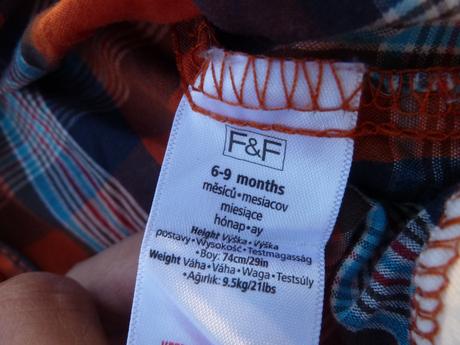 F&F
6-9 months
měsíců • mesiacov
miesiące
hónap • ay
Height Výška • Výška
postavy • Wysokość • Testmagasság
• Boy: 74cm/29in
Weight Váha • Váha • Waga • Testsúly
• Ağırlık: 9.5kg/21lbs